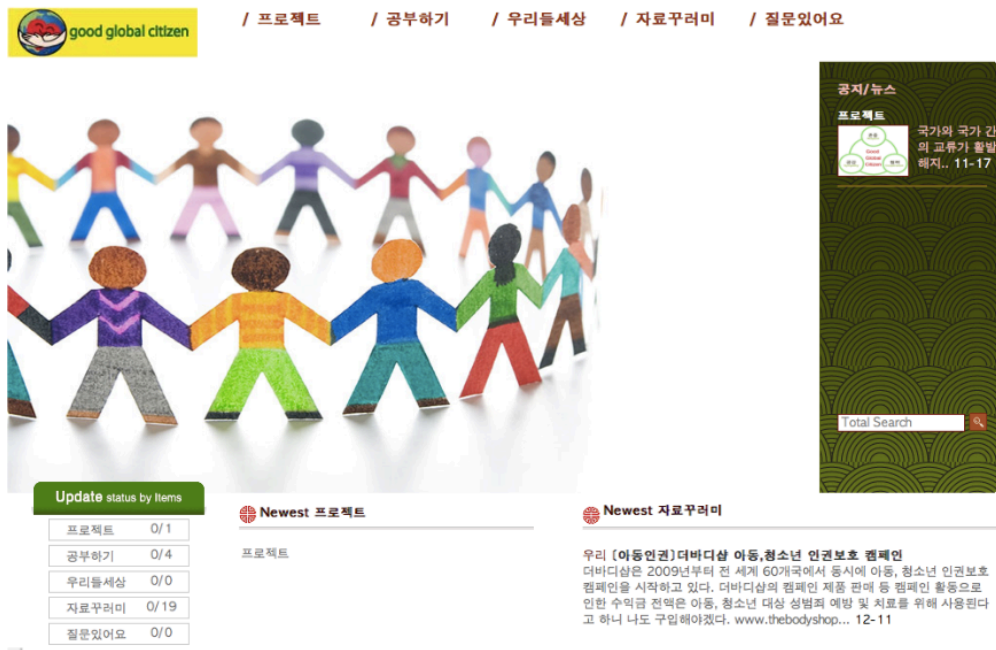 good global citizen
/ 프로젝트 / 공부하기 / 우리들세상 / 자료꾸러미 / 질문있어요
공지/뉴스
프로젝트
Good
Global
Citizen
국가와 국가 간
의 교류가 활발
해지.. 11-17
Total Search
Update status by Items
프로젝트 0/1
공부하기 0/4
우리들세상 0/0
자료꾸러미 0/19
질문있어요 0/0
Newest 프로젝트
프로젝트
Newest 자료꾸러미
우리 [아동인권]더바디샵 아동,청소년 인권보호 캠페인
더바디샵은 2009년부터 전 세계 60개국에서 동시에 아동, 청소년 인권보호
캠페인을 시작하고 있다. 더바디샵의 캠페인 제품 판매 등 캠페인 활동으로
인한 수익금 전액은 아동, 청소년 대상 성범죄 예방 및 치료를 위해 사용된다
고 하니 나도 구입해야겠다. www.thebodyshop... 12-11